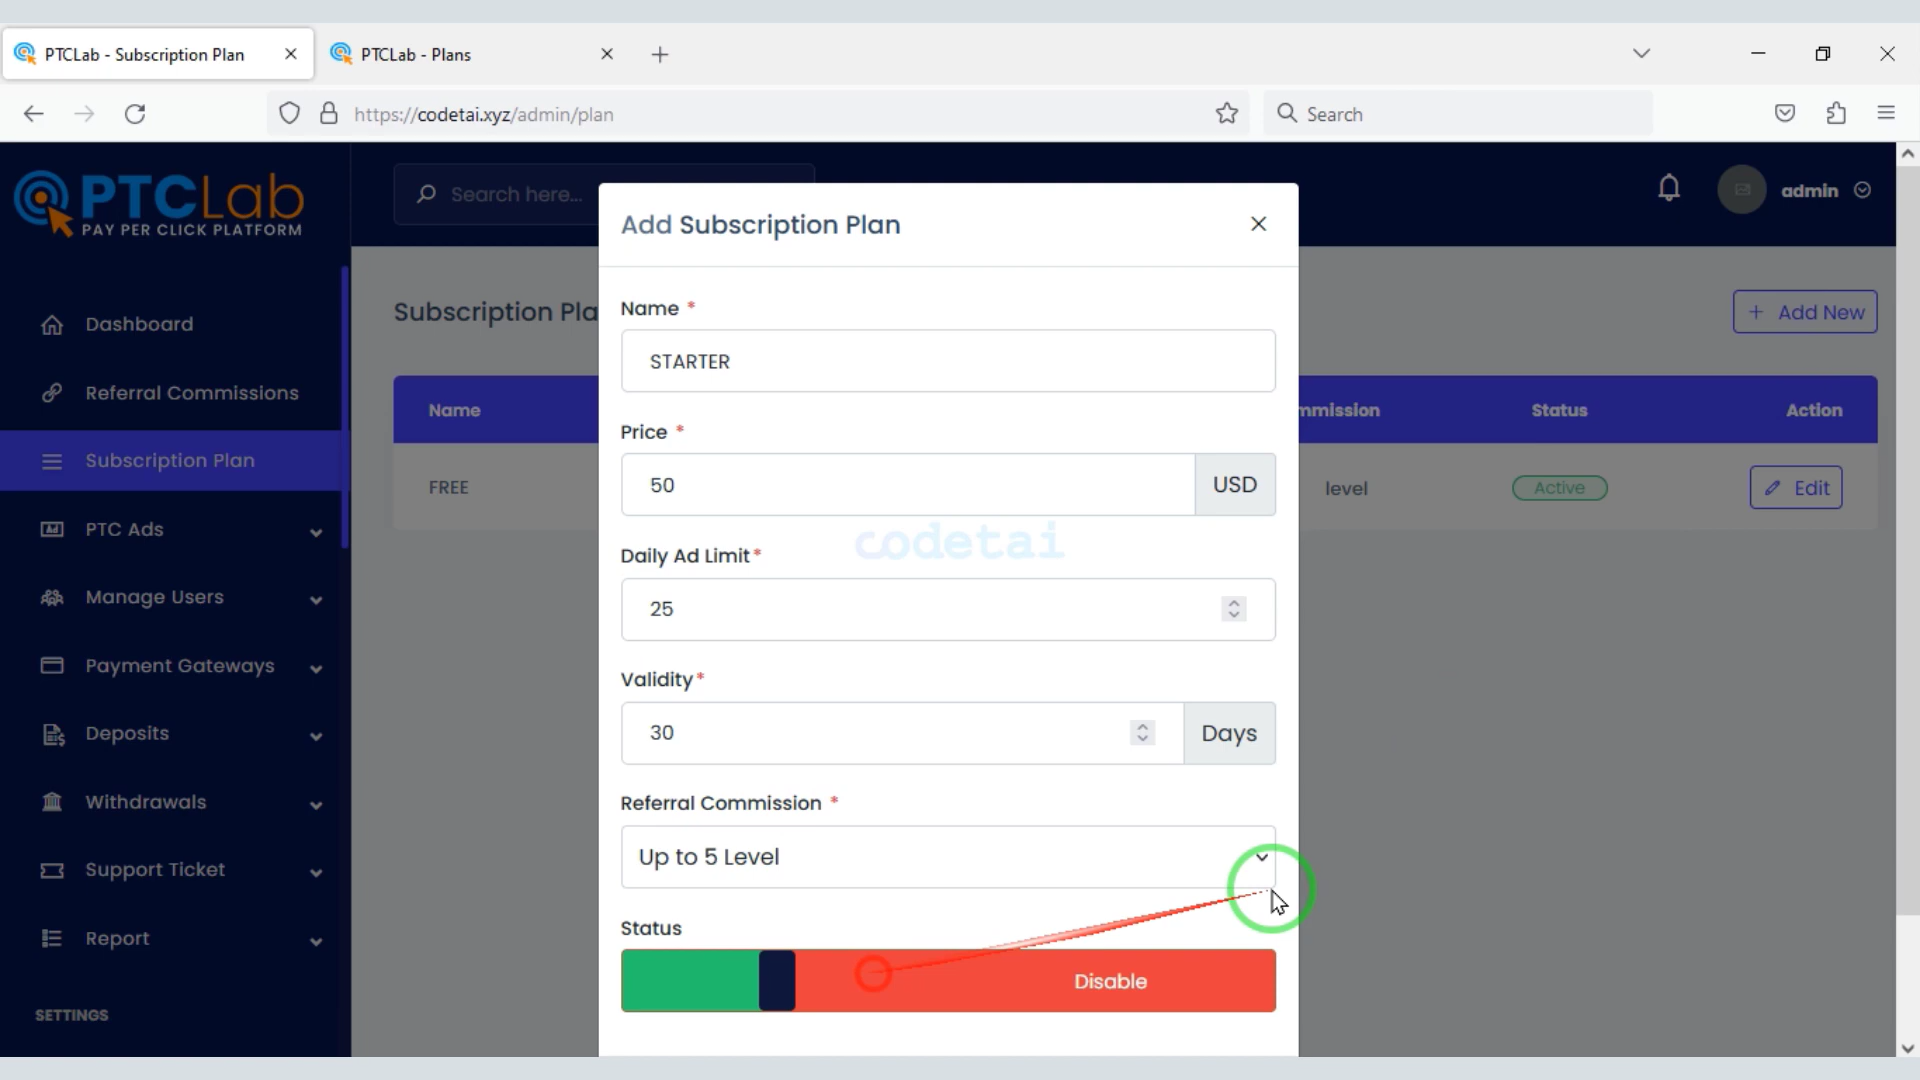 PTCLab - Subscription Plan
PTCLab - Plans
https://codetai.xyz/admin/plan
Search
PTCLab
PAY PER CLICK PLATFORM
Search here...
admin
Add Subscription Plan
Dashboard
Referral Commissions
Subscription Plan
PTC Ads
Manage Users
Payment Gateways
Deposits
Withdrawals
Support Ticket
Report
SETTINGS
Subscription Pla
Add New
Name
mmission
Status
Action
FREE
level
Active
Edit
Name *
STARTER
Price *
50
USD
codetai
Daily Ad Limit*
25
Validity*
30
Days
Referral Commission *
Up to 5 Level
Status
Disable